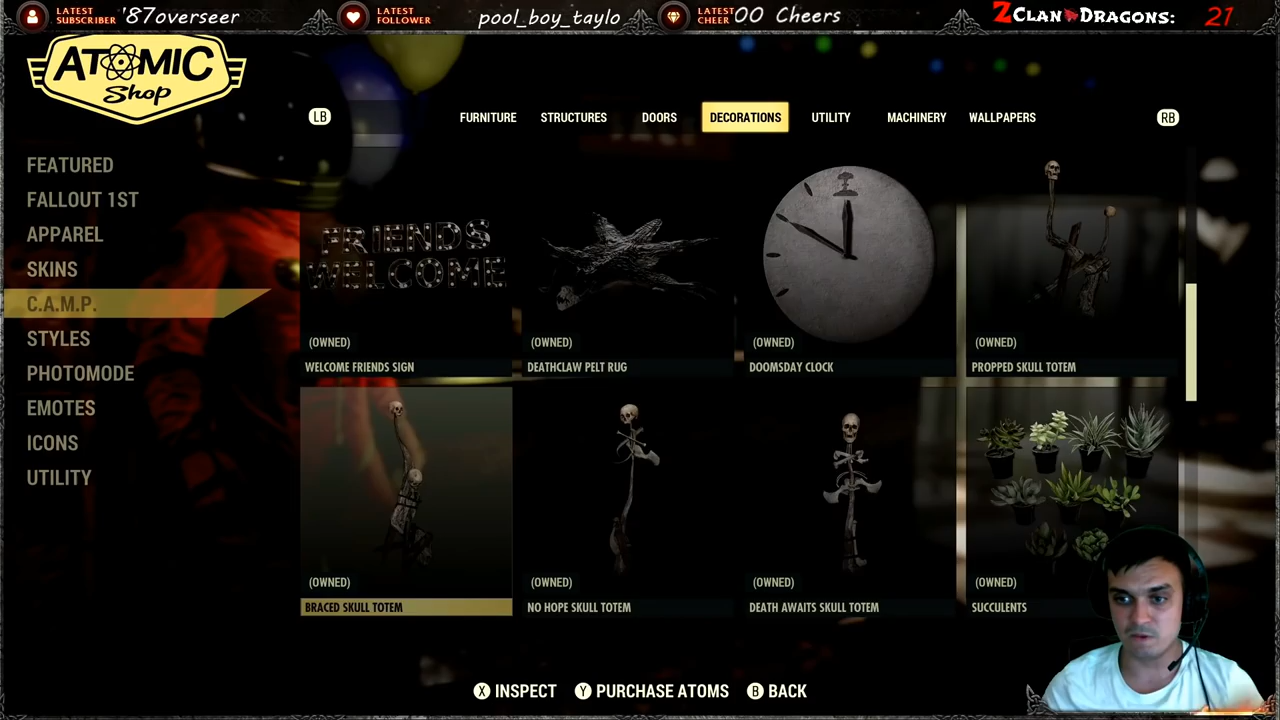 LATEST SUBSCRIBER '87overseer LATEST FOLLOWER pool_boy_taylo LATEST CHEER 00 Cheers ZCLAN DRAGONS: 21
ATOMIC
Shop
LB FURNITURE STRUCTURES DOORS DECORATIONS UTILITY MACHINERY WALLPAPERS RB
FEATURED
FALLOUT 1ST
APPAREL
SKINS
C.A.M.P.
STYLES
PHOTOMODE
EMOTES
ICONS
UTILITY
FRIENDS
WELCOME
(OWNED) (OWNED) (OWNED) (OWNED)
WELCOME FRIENDS SIGN DEATHCLAW PELT RUG DOOMSDAY CLOCK PROPPED SKULL TOTEM
(OWNED) (OWNED) (OWNED) (OWNED)
BRACED SKULL TOTEM NO HOPE SKULL TOTEM DEATH AWAITS SKULL TOTEM SUCCULENTS
X INSPECT Y PURCHASE ATOMS B BACK